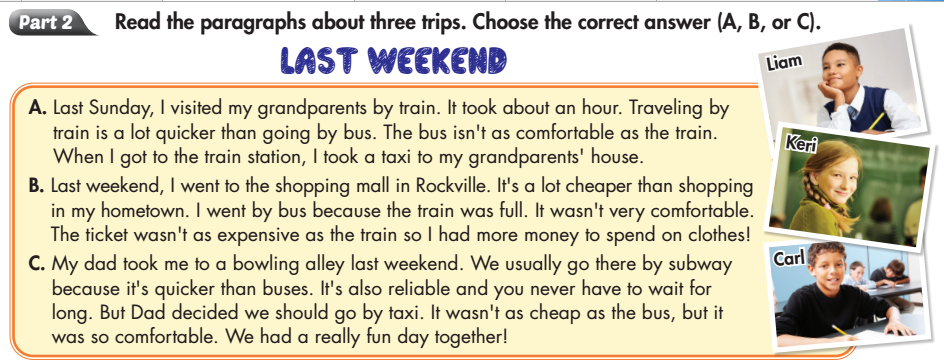 Part 2 Read the paragraphs about three trips. Choose the correct answer (A, B, or C).
LAST WEEKEND
Liam
A. Last Sunday, I visited my grandparents by train. It took about an hour. Traveling by
train is a lot quicker than going by bus. The bus isn't as comfortable as the train.
When I got to the train station, I took a taxi to my grandparents' house.
Keri
B. Last weekend, I went to the shopping mall in Rockville. It's a lot cheaper than shopping
in my hometown. I went by bus because the train was full. It wasn't very comfortable.
The ticket wasn't as expensive as the train so I had more money to spend on clothes!
Carl
C. My dad took me to a bowling alley last weekend. We usually go there by subway
because it's quicker than buses. It's also reliable and you never have to wait for
long. But Dad decided we should go by taxi. It wasn't as cheap as the bus, but it
was so comfortable. We had a really fun day together!